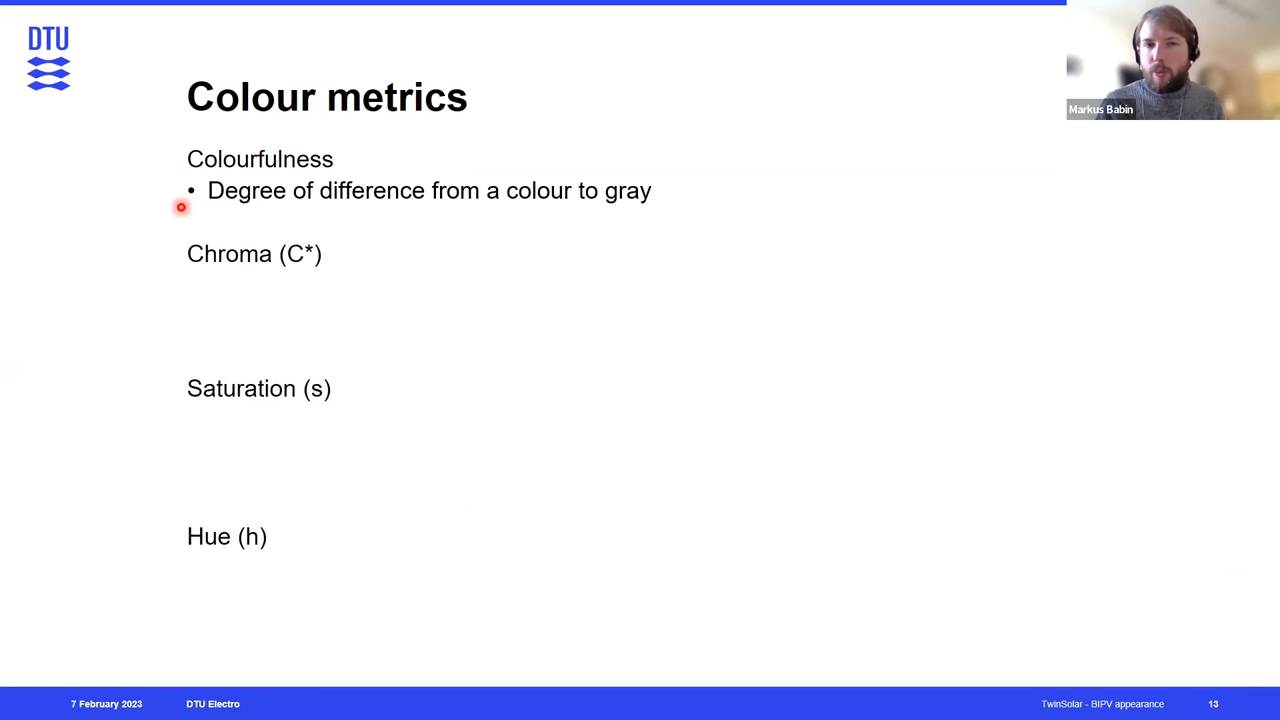 DTU
Markus Babin
Colour metrics
Colourfulness
• Degree of difference from a colour to gray
Chroma (C*)
Saturation (s)
Hue (h)
7 February 2023 DTU Electro TwinSolar - BIPV appearance 13